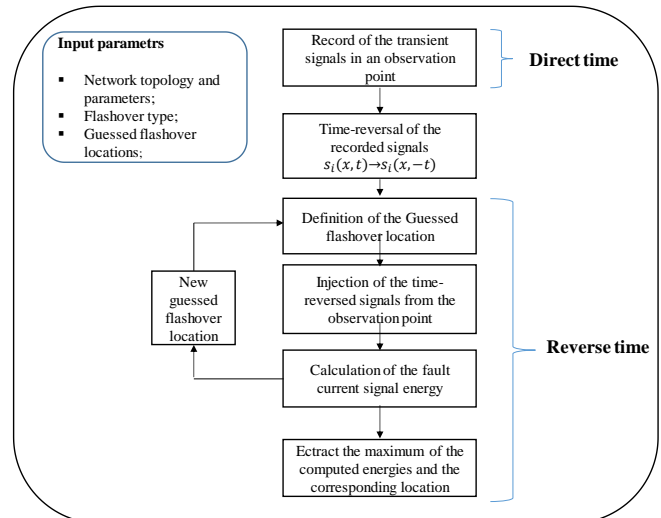 Input parametrs
▪ Network topology and
parameters;
▪ Flashover type;
▪ Guessed flashover
locations;
Record of the transient
signals in an observation
point
Direct time
Time-reversal of the
recorded signals
s_i(x,t)→s_i(x,-t)
Definition of the Guessed
flashover location
Injection of the time-
reversed signals from the
observation point
New
guessed
flashover
location
Calculation of the fault
current signal energy
Reverse time
Ectract the maximum of the
computed energies and the
corresponding location